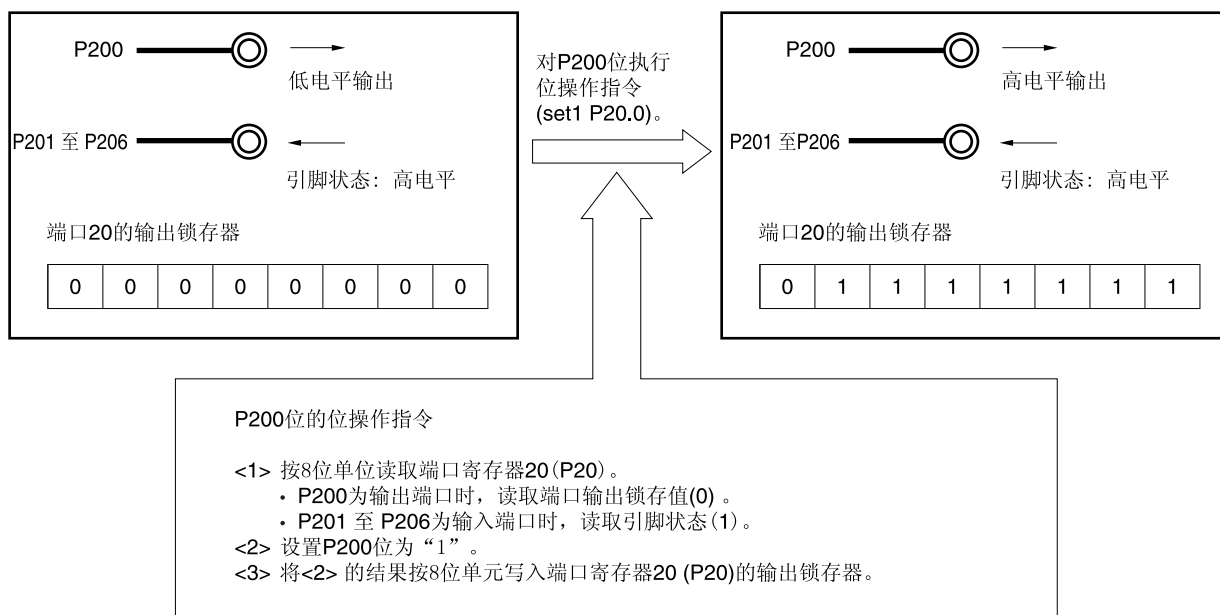 P200
低电平输出
P201 至 P206
引脚状态: 高电平
端口20的输出锁存器
0 0 0 0 0 0 0 0
对P200位执行
位操作指令
(set1 P20.0)。
P200
高电平输出
P201 至P206
引脚状态: 高电平
端口20的输出锁存器
0 1 1 1 1 1 1 1
P200位的位操作指令
<1> 按8位单位读取端口寄存器20(P20)。
• P200为输出端口时，读取端口输出锁存值(0) 。
• P201 至 P206为输入端口时，读取引脚状态(1)。
<2> 设置P200位为“1”。
<3> 将<2> 的结果按8位单元写入端口寄存器20 (P20)的输出锁存器。